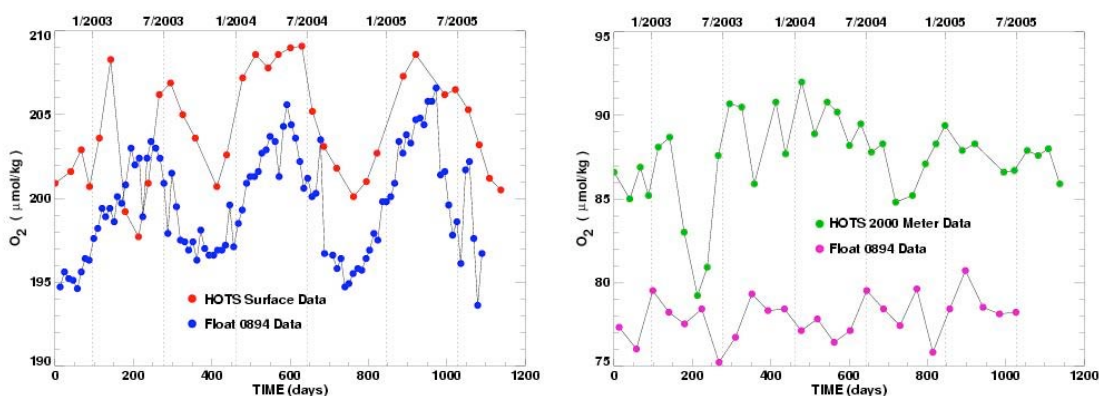 1/2003 7/2003 1/2004 7/2004 1/2005 7/2005
210
205
200
195
190
O2 ( μmol/kg)
HOTS Surface Data
Float 0894 Data
0 200 400 600 800 1000 1200
TIME (days)
1/2003 7/2003 1/2004 7/2004 1/2005 7/2005
95
90
85
80
75
O2 ( μmol/kg)
HOTS 2000 Meter Data
Float 0894 Data
0 200 400 600 800 1000 1200
TIME (days)